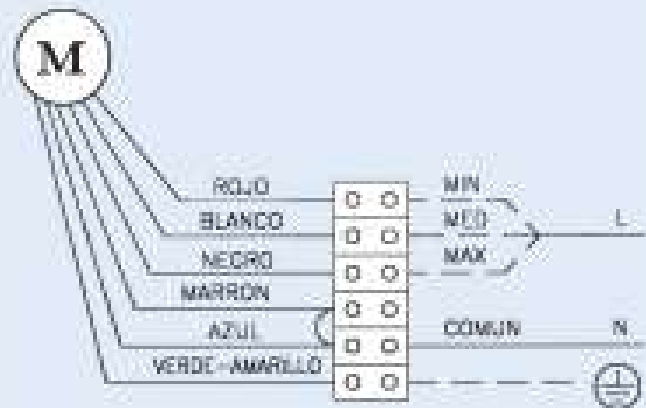 M
ROJO MIN
BLANCO MED L
NEGRO MAX
MARRON
AZUL COMUN N
VERDE-AMARILLO